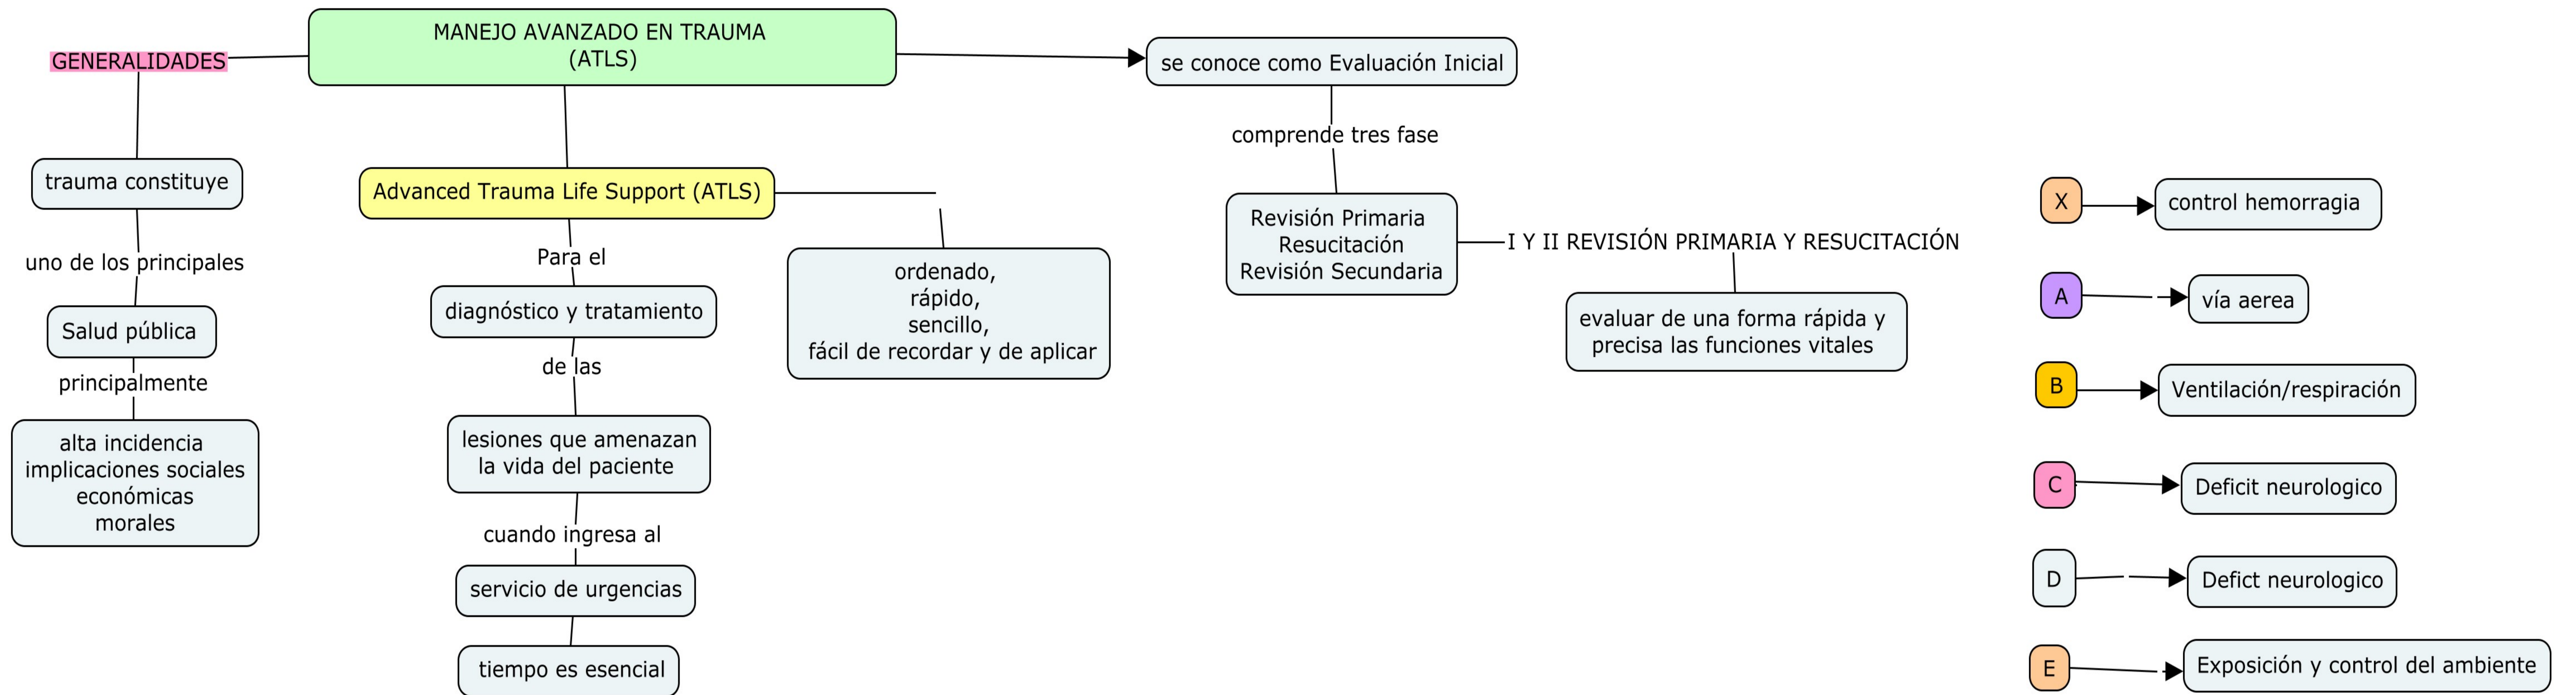 MANEJO AVANZADO EN TRAUMA
(ATLS)
GENERALIDADES
trauma constituye
uno de los principales
Salud pública
principalmente
alta incidencia
implicaciones sociales
económicas
morales
Advanced Trauma Life Support (ATLS)
Para el
diagnóstico y tratamiento
de las
lesiones que amenazan
la vida del paciente
cuando ingresa al
servicio de urgencias
tiempo es esencial
ordenado,
rápido,
sencillo,
fácil de recordar y de aplicar
se conoce como Evaluación Inicial
comprende tres fase
Revisión Primaria
Resucitación
Revisión Secundaria
I Y II REVISIÓN PRIMARIA Y RESUCITACIÓN
evaluar de una forma rápida y
precisa las funciones vitales
X
control hemorragia
A
vía aerea
B
Ventilación/respiración
C
Deficit neurologico
D
Defict neurologico
E
Exposición y control del ambiente